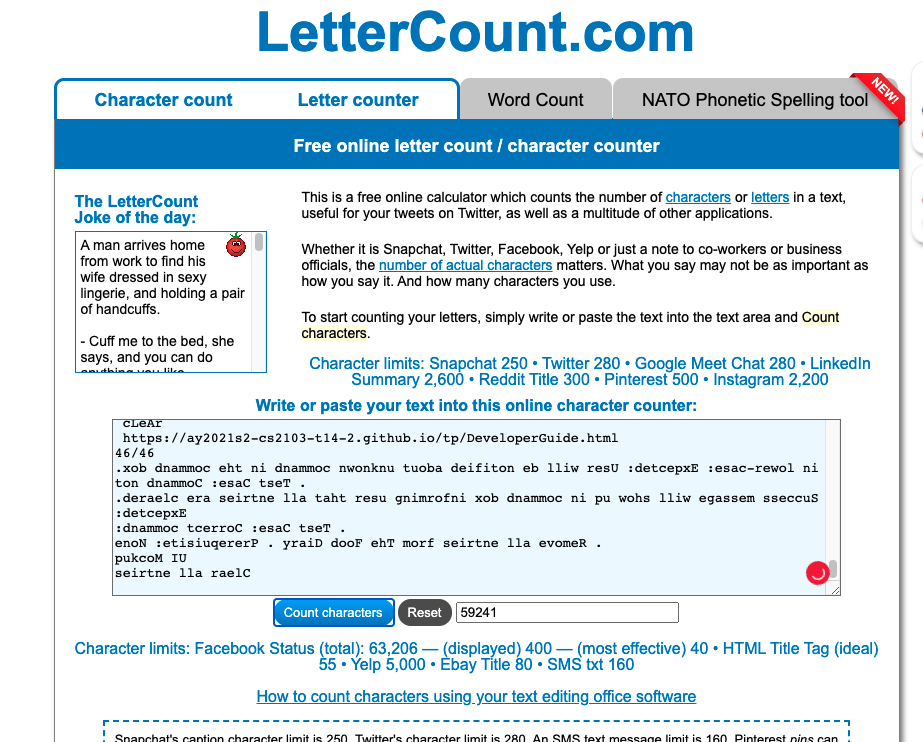 LetterCount.com
Character count
Letter counter
Word Count
NATO Phonetic Spelling tool
NEW!
Free online letter count / character counter
The LetterCount
Joke of the day:
A man arrives home
from work to find his
wife dressed in sexy
lingerie, and holding a pair
of handcuffs.
- Cuff me to the bed, she
says, and you can do
anything you like
This is a free online calculator which counts the number of characters or letters in a text,
useful for your tweets on Twitter, as well as a multitude of other applications.
Whether it is Snapchat, Twitter, Facebook, Yelp or just a note to co-workers or business
officials, the number of actual characters matters. What you say may not be as important as
how you say it. And how many characters you use.
To start counting your letters, simply write or paste the text into the text area and Count
characters.
Character limits: Snapchat 250 • Twitter 280 • Google Meet Chat 280 • LinkedIn
Summary 2,600 • Reddit Title 300 • Pinterest 500 • Instagram 2,200
Write or paste your text into this online character counter:
cLeAr
https://ay2021s2-cs2103-t14-2.github.io/tp/DeveloperGuide.html
46/46
.xob dnammoc eht ni dnammoc nwonknu tuoba deifiton eb lliw resU :detcepxE :esac-rewol ni
ton dnammoC :esaC tseT .
.deraelc era seirtne lla taht resu gnimrofni xob dnammoc ni pu wohs lliw egassem sseccuS
:detcepxE
:dnammoc tcerroC :esaC tseT .
enoN :etisiuqererP . yraiD dooF ehT morf seirtne lla evomeR .
pukcoM IU
seirtne lla raelC
Count characters
Reset
59241
Character limits: Facebook Status (total): 63,206 — (displayed) 400 — (most effective) 40 • HTML Title Tag (ideal)
55 • Yelp 5,000 • Ebay Title 80 • SMS txt 160
How to count characters using your text editing office software
Snapchat's caption character limit is 250. Twitter's character limit is 280. An SMS text message limit is 160. Pinterest pins can